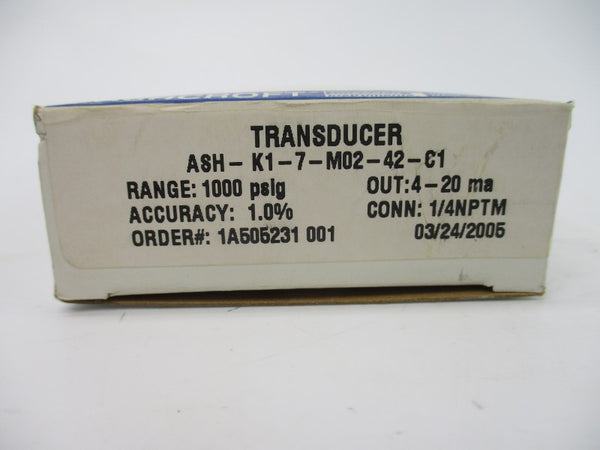 TRANSDUCER
ASH - K1 - 7 - M02 - 42 - C1
RANGE: 1000 psig OUT: 4 - 20 ma
ACCURACY: 1.0% CONN: 1/4NPTM
ORDER#: 1A505231 001 03/24/2005